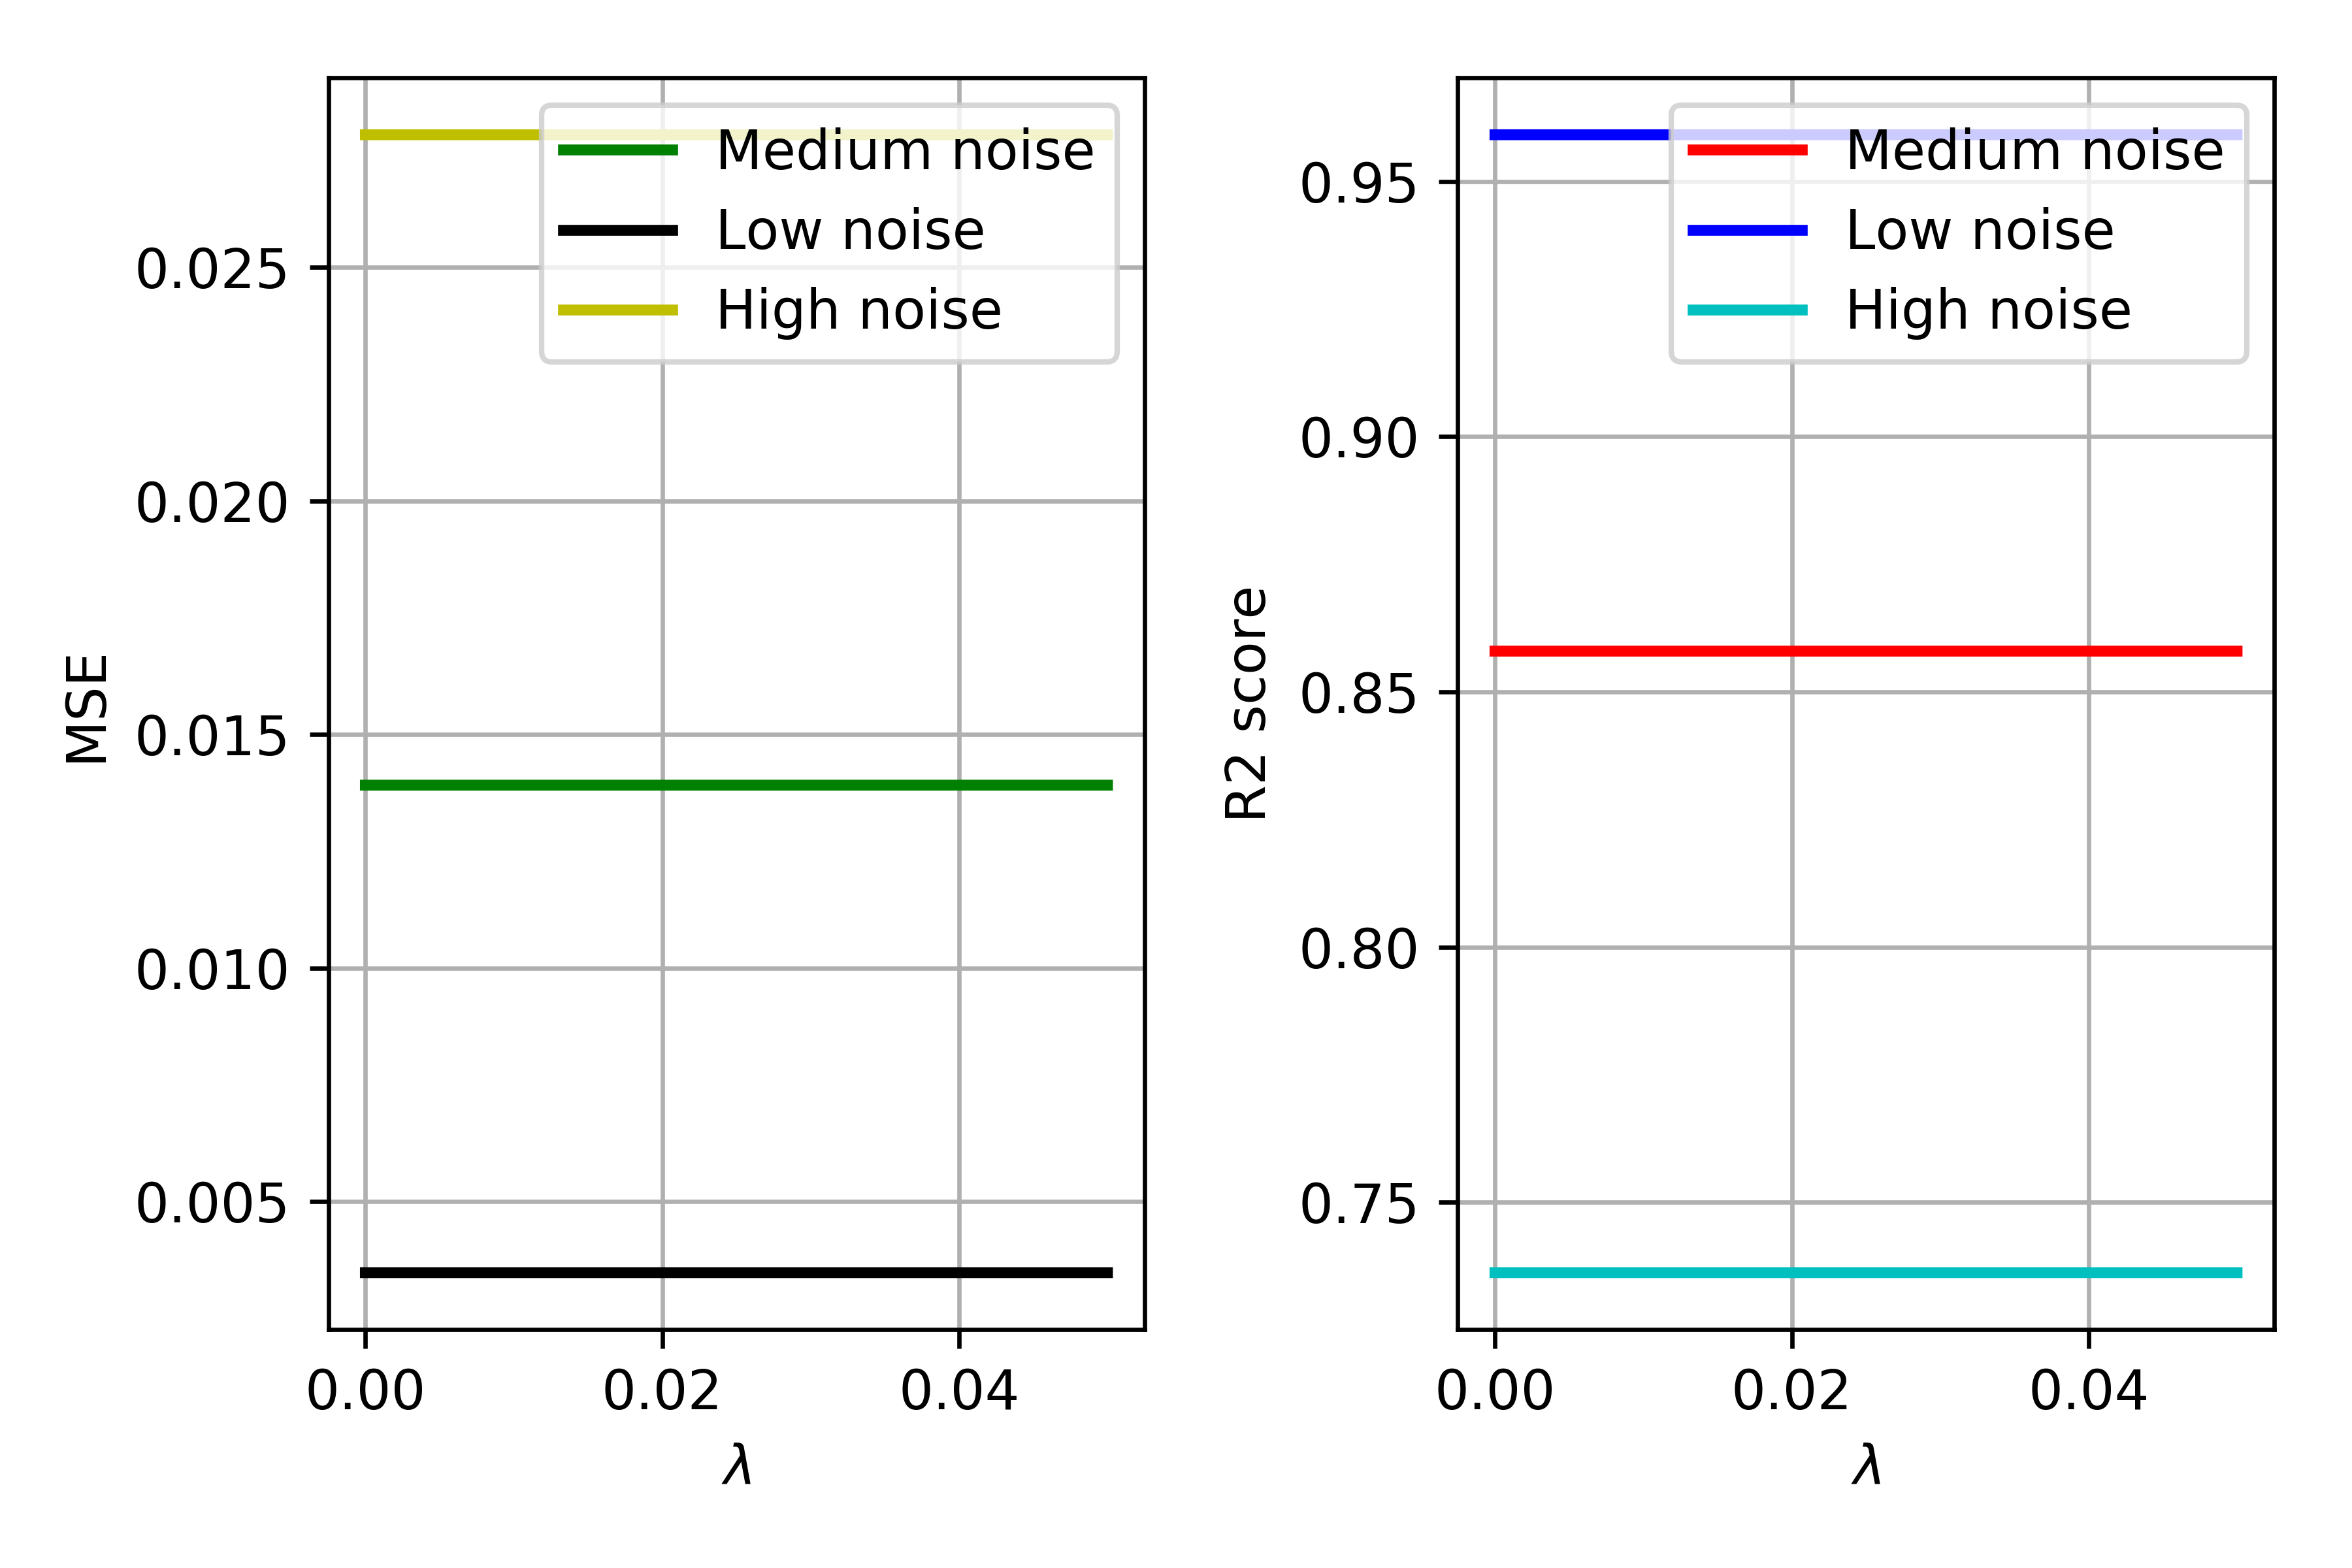 MSE
0.025
0.020
0.015
0.010
0.005
0.00 0.02 0.04
λ
Medium noise
Low noise
High noise
R2 score
0.95
0.90
0.85
0.80
0.75
0.00 0.02 0.04
λ
Medium noise
Low noise
High noise